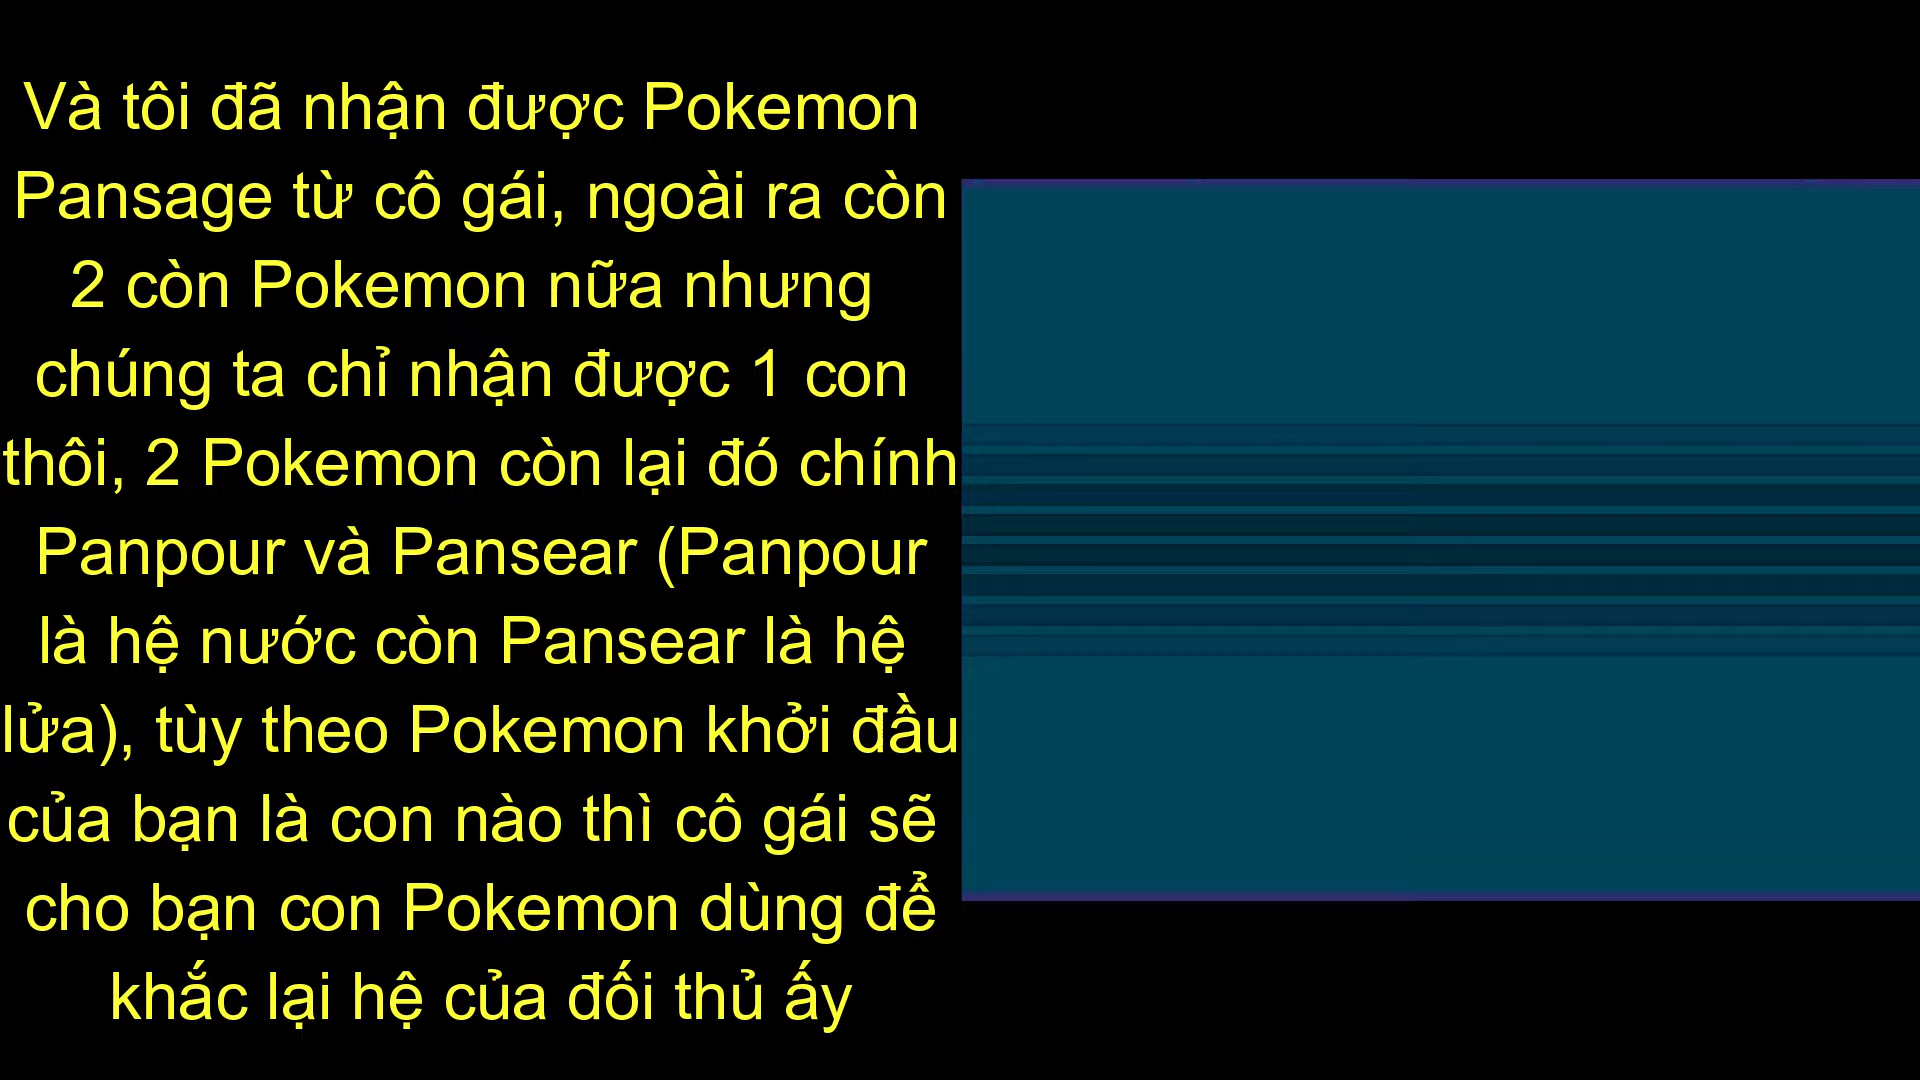 Và tôi đã nhận được Pokemon
Pansage từ cô gái, ngoài ra còn
2 còn Pokemon nữa nhưng
chúng ta chỉ nhận được 1 con
thôi, 2 Pokemon còn lại đó chính
Panpour và Pansear (Panpour
là hệ nước còn Pansear là hệ
lửa), tùy theo Pokemon khởi đầu
của bạn là con nào thì cô gái sẽ
cho bạn con Pokemon dùng để
khắc lại hệ của đối thủ ấy